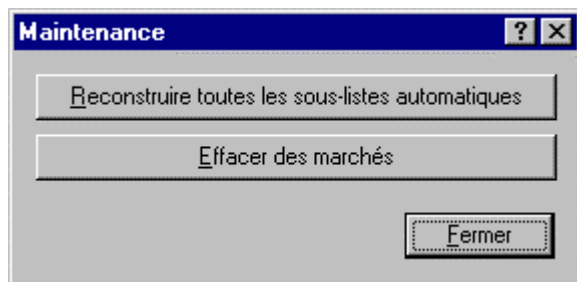 Maintenance
Reconstruire toutes les sous-listes automatiques
Effacer des marchés
Fermer